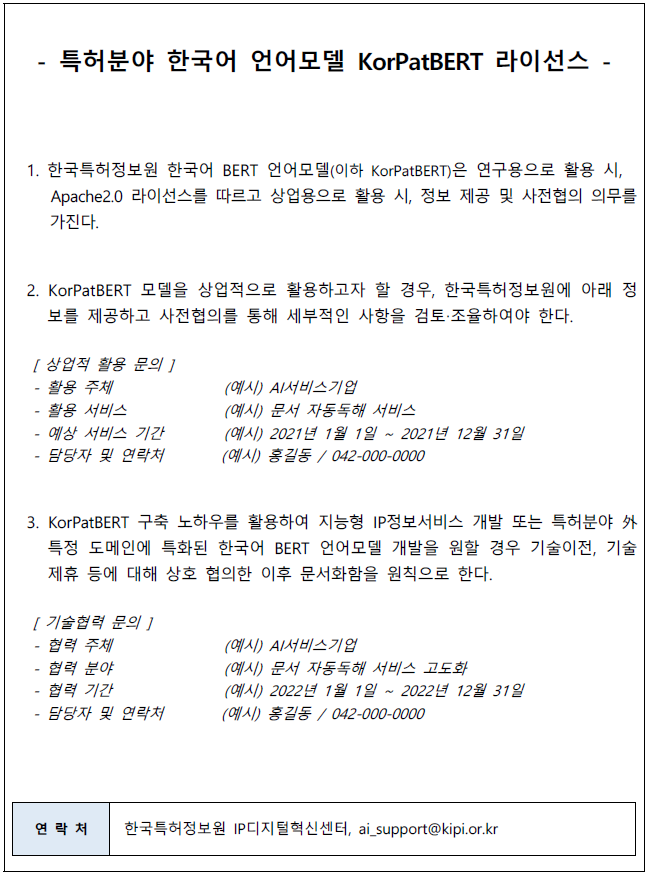 - 특허분야 한국어 언어모델 KorPatBERT 라이선스 -
1. 한국특허정보원 한국어 BERT 언어모델(이하 KorPatBERT)은 연구용으로 활용 시,
Apache2.0 라이선스를 따르고 상업용으로 활용 시, 정보 제공 및 사전협의 의무를
가진다.
2. KorPatBERT 모델을 상업적으로 활용하고자 할 경우, 한국특허정보원에 아래 정
보를 제공하고 사전협의를 통해 세부적인 사항을 검토·조율하여야 한다.
[ 상업적 활용 문의 ]
- 활용 주체 (예시) AI서비스기업
- 활용 서비스 (예시) 문서 자동독해 서비스
- 예상 서비스 기간 (예시) 2021년 1월 1일 ~ 2021년 12월 31일
- 담당자 및 연락처 (예시) 홍길동 / 042-000-0000
3. KorPatBERT 구축 노하우를 활용하여 지능형 IP정보서비스 개발 또는 특허분야 外
특정 도메인에 특화된 한국어 BERT 언어모델 개발을 원할 경우 기술이전, 기술
제휴 등에 대해 상호 협의한 이후 문서화함을 원칙으로 한다.
[ 기술협력 문의 ]
- 협력 주체 (예시) AI서비스기업
- 협력 분야 (예시) 문서 자동독해 서비스 고도화
- 협력 기간 (예시) 2022년 1월 1일 ~ 2022년 12월 31일
- 담당자 및 연락처 (예시) 홍길동 / 042-000-0000
연 락 처 한국특허정보원 IP디지털혁신센터, ai_support@kipi.or.kr